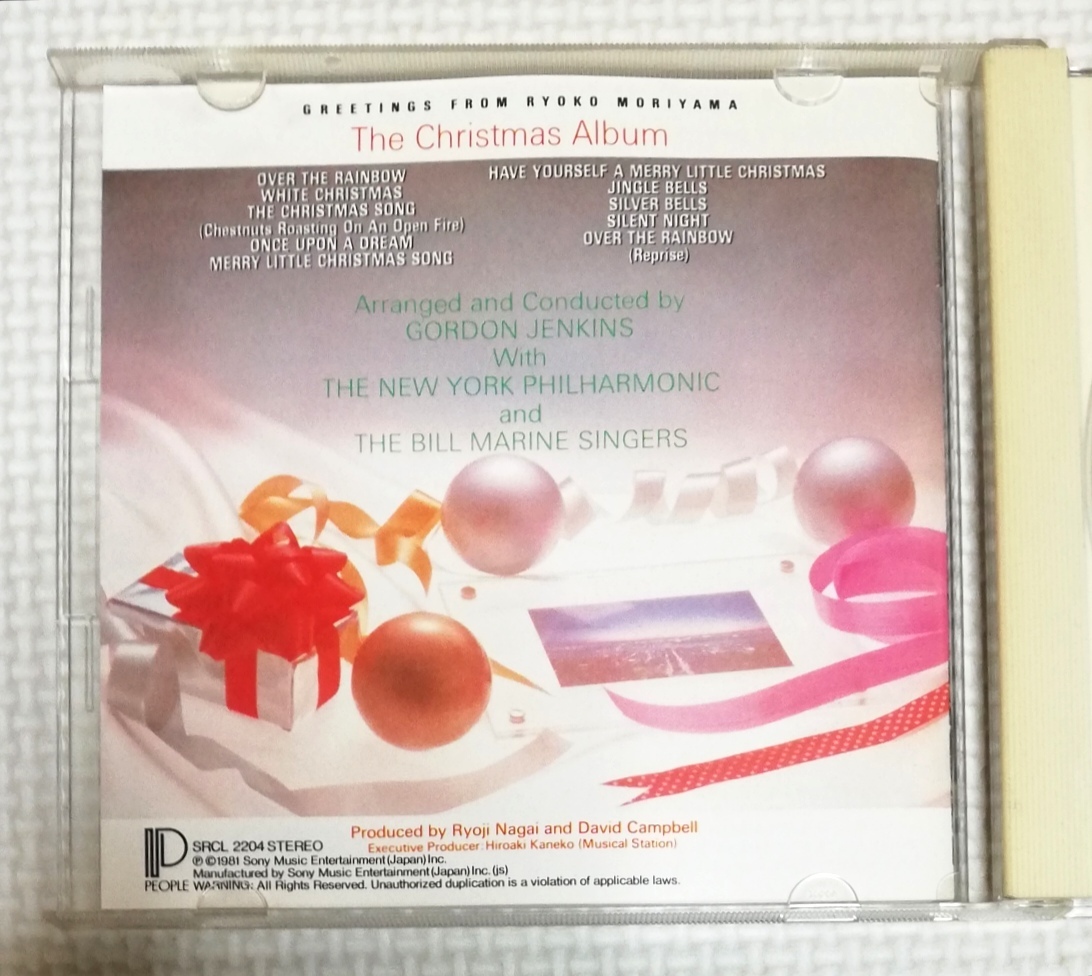 GREETINGS FROM RYOKO MORIYAMA
The Christmas Album
OVER THE RAINBOW
WHITE CHRISTMAS
THE CHRISTMAS SONG
(Chestnuts Roasting On An Open Fire)
ONCE UPON A DREAM
MERRY LITTLE CHRISTMAS SONG
HAVE YOURSELF A MERRY LITTLE CHRISTMAS
JINGLE BELLS
SILVER BELLS
SILENT NIGHT
OVER THE RAINBOW
(Reprise)
Arranged and Conducted by
GORDON JENKINS
With
THE NEW YORK PHILHARMONIC
and
THE BILL MARINE SINGERS
Produced by Ryoji Nagai and David Campbell
Executive Producer: Hiroaki Kaneko (Musical Station)
SRCL 2204 STEREO
℗©1981 Sony Music Entertainment (Japan) Inc.
Manufactured by Sony Music Entertainment (Japan) Inc. (js)
PEOPLE WARNING: All Rights Reserved. Unauthorized duplication is a violation of applicable laws.